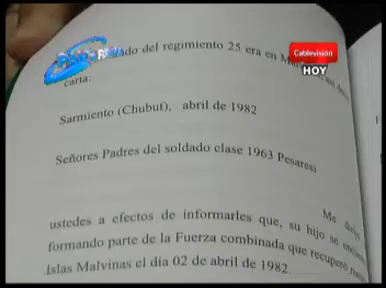 Cablevisión
HOY
del regimiento 25 era en
carta:
Sarmiento (Chubut), abril de 1982
Señores Padres del soldado clase 1963 Pesaresi
Me
ustedes a efectos de informarles que, su hijo se
formando parte de la Fuerza combinada que recuperó
Islas Malvinas el día 02 de abril de 1982.